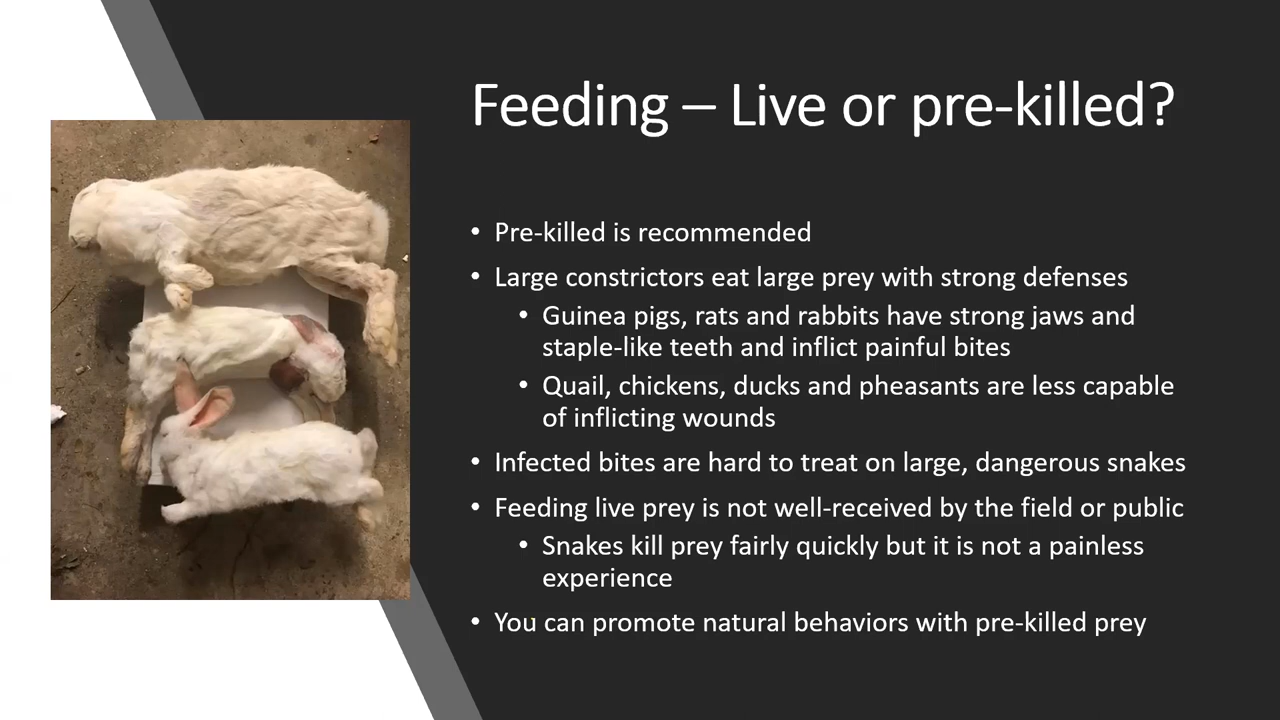 Feeding – Live or pre-killed?
• Pre-killed is recommended
• Large constrictors eat large prey with strong defenses
• Guinea pigs, rats and rabbits have strong jaws and
staple-like teeth and inflict painful bites
• Quail, chickens, ducks and pheasants are less capable
of inflicting wounds
• Infected bites are hard to treat on large, dangerous snakes
• Feeding live prey is not well-received by the field or public
• Snakes kill prey fairly quickly but it is not a painless
experience
• You can promote natural behaviors with pre-killed prey